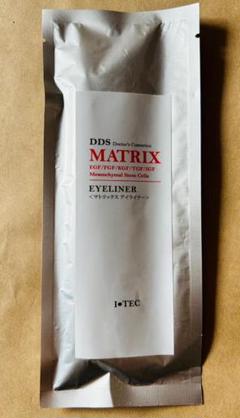 DDS Doctor's Cosmetics
MATRIX
EGF/FGF/KGF/TGF/IGF
Mesenchymal Stem Cells
EYELINER
<マトリックス アイライナー>
I•TEC